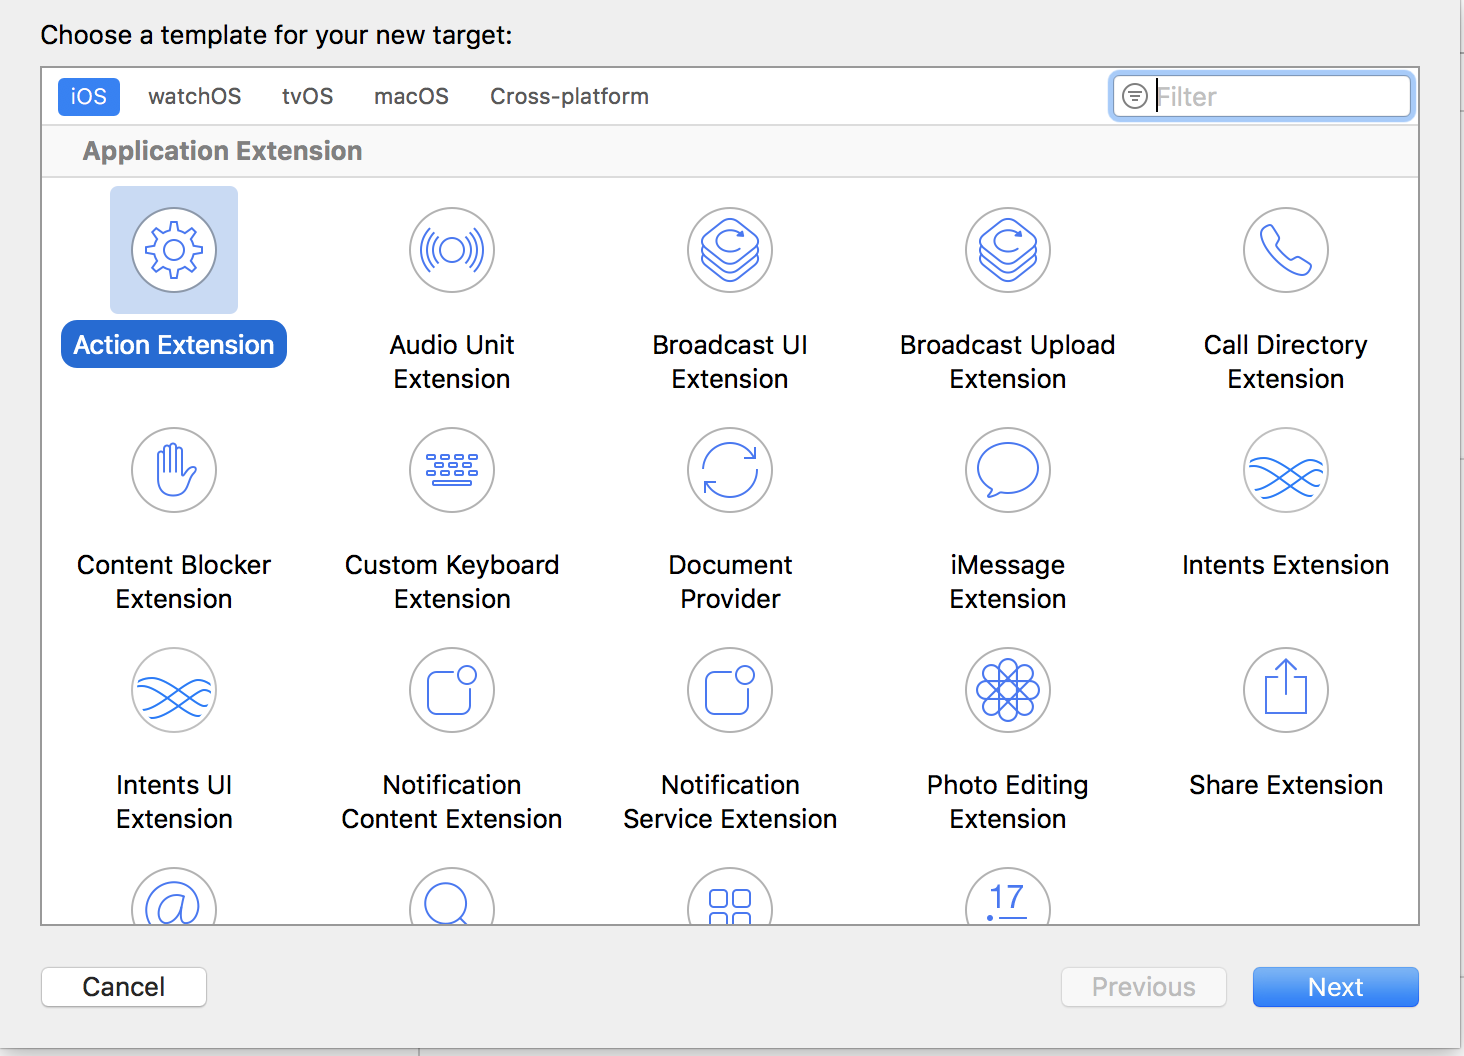 Choose a template for your new target:
iOS watchOS tvOS macOS Cross-platform Filter
Application Extension
Action Extension
Audio Unit
Extension
Broadcast UI
Extension
Broadcast Upload
Extension
Call Directory
Extension
Content Blocker
Extension
Custom Keyboard
Extension
Document
Provider
iMessage
Extension
Intents Extension
Intents UI
Extension
Notification
Content Extension
Notification
Service Extension
Photo Editing
Extension
Share Extension
@
17
Cancel Previous Next